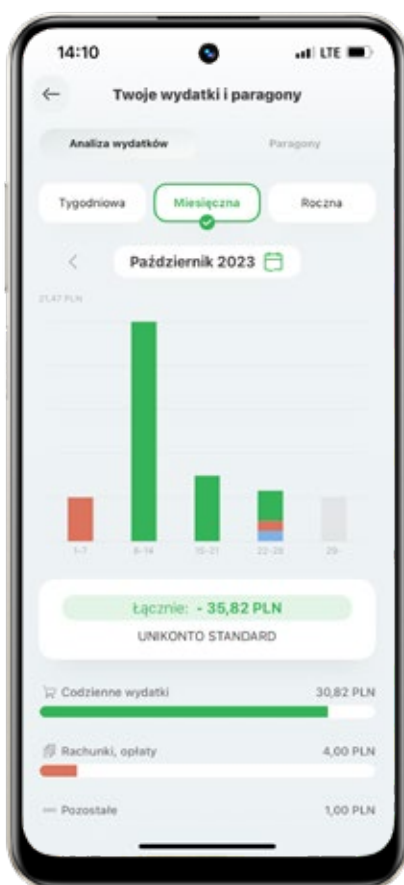 14:10 LTE
Twoje wydatki i paragony
Analiza wydatków Paragony
Tygodniowa Miesięczna Roczna
Październik 2023
21,47 PLN
1-7 8-14 15-21 22-28 29-
Łącznie: - 35,82 PLN
UNIKONTO STANDARD
Codzienne wydatki 30,82 PLN
Rachunki, opłaty 4,00 PLN
Pozostałe 1,00 PLN